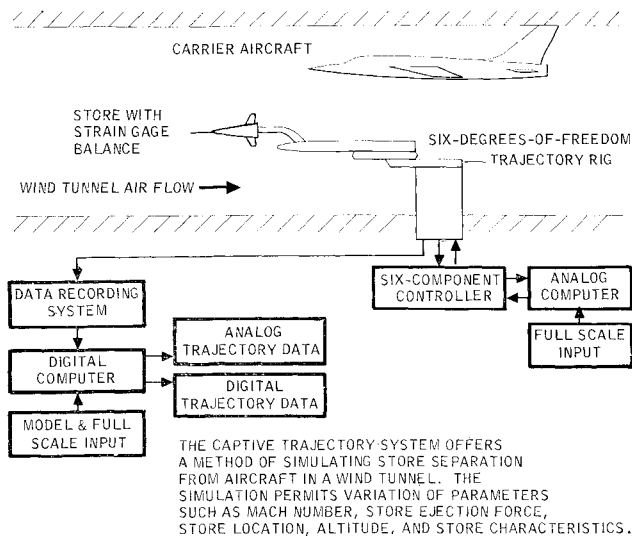 CARRIER AIRCRAFT
STORE WITH
STRAIN GAGE
BALANCE
SIX-DEGREES-OF-FREEDOM
TRAJECTORY RIG
WIND TUNNEL AIR FLOW
DATA RECORDING
SYSTEM
DIGITAL
COMPUTER
MODEL & FULL
SCALE INPUT
ANALOG
TRAJECTORY DATA
DIGITAL
TRAJECTORY DATA
SIX-COMPONENT
CONTROLLER
ANALOG
COMPUTER
FULL SCALE
INPUT
THE CAPTIVE TRAJECTORY SYSTEM OFFERS
A METHOD OF SIMULATING STORE SEPARATION
FROM AIRCRAFT IN A WIND TUNNEL. THE
SIMULATION PERMITS VARIATION OF PARAMETERS
SUCH AS MACH NUMBER, STORE EJECTION FORCE,
STORE LOCATION, ALTITUDE, AND STORE CHARACTERISTICS.